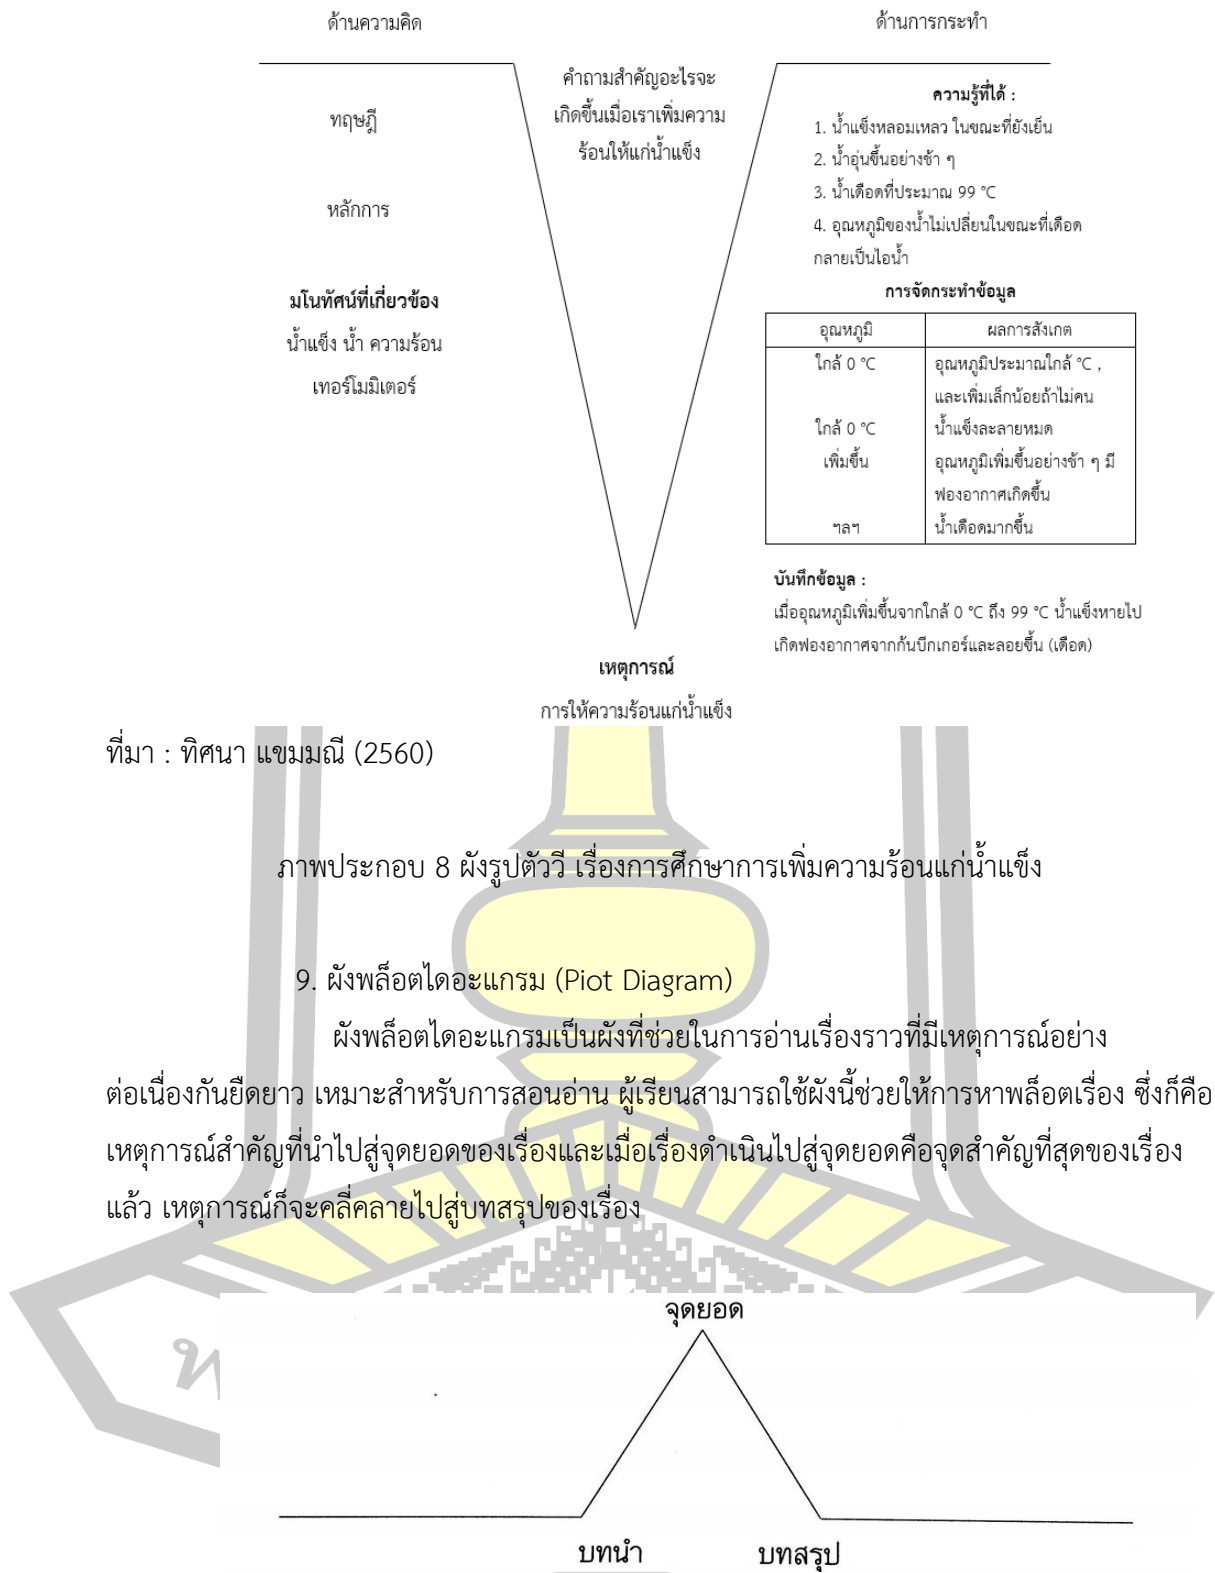 ด้านความคิด
ด้านการกระทำ
คำถามสำคัญอะไรจะ
เกิดขึ้นเมื่อเราเพิ่มความ
ร้อนให้แก่น้ำแข็ง
ทฤษฎี
หลักการ
มโนทัศน์ที่เกี่ยวข้อง
น้ำแข็ง น้ำ ความร้อน
เทอร์โมมิเตอร์
ความรู้ที่ได้ :
1. น้ำแข็งหลอมเหลว ในขณะที่ยังเย็น
2. น้ำอุ่นขึ้นอย่างช้า ๆ
3. น้ำเดือดที่ประมาณ 99 °C
4. อุณหภูมิของน้ำไม่เปลี่ยนในขณะที่เดือด
กลายเป็นไอน้ำ
การจัดกระทำข้อมูล
อุณหภูมิ ผลการสังเกต
ใกล้ 0 °C อุณหภูมิประมาณใกล้ °C ,
และเพิ่มเล็กน้อยถ้าไม่คน
ใกล้ 0 °C น้ำแข็งละลายหมด
เพิ่มขึ้น อุณหภูมิเพิ่มขึ้นอย่างช้า ๆ มี
ฟองอากาศเกิดขึ้น
ฯลฯ น้ำเดือดมากขึ้น
บันทึกข้อมูล :
เมื่ออุณหภูมิเพิ่มขึ้นจากใกล้ 0 °C ถึง 99 °C น้ำแข็งหายไป
เกิดฟองอากาศจากก้นบีกเกอร์และลอยขึ้น (เดือด)
เหตุการณ์
การให้ความร้อนแก่น้ำแข็ง
ที่มา : ทิศนา แขมมณี (2560)
ภาพประกอบ 8 ผังรูปตัววี เรื่องการศึกษาการเพิ่มความร้อนแก่น้ำแข็ง
9. ผังพล็อตไดอะแกรม (Piot Diagram)
ผังพล็อตไดอะแกรมเป็นผังที่ช่วยในการอ่านเรื่องราวที่มีเหตุการณ์อย่าง
ต่อเนื่องกันยืดยาว เหมาะสำหรับการสอนอ่าน ผู้เรียนสามารถใช้ผังนี้ช่วยให้การหาพล็อตเรื่อง ซึ่งก็คือ
เหตุการณ์สำคัญที่นำไปสู่จุดยอดของเรื่องและเมื่อเรื่องดำเนินไปสู่จุดยอดคือจุดสำคัญที่สุดของเรื่อง
แล้ว เหตุการณ์ก็จะคลี่คลายไปสู่บทสรุปของเรื่อง
จุดยอด
บทนำ
บทสรุป